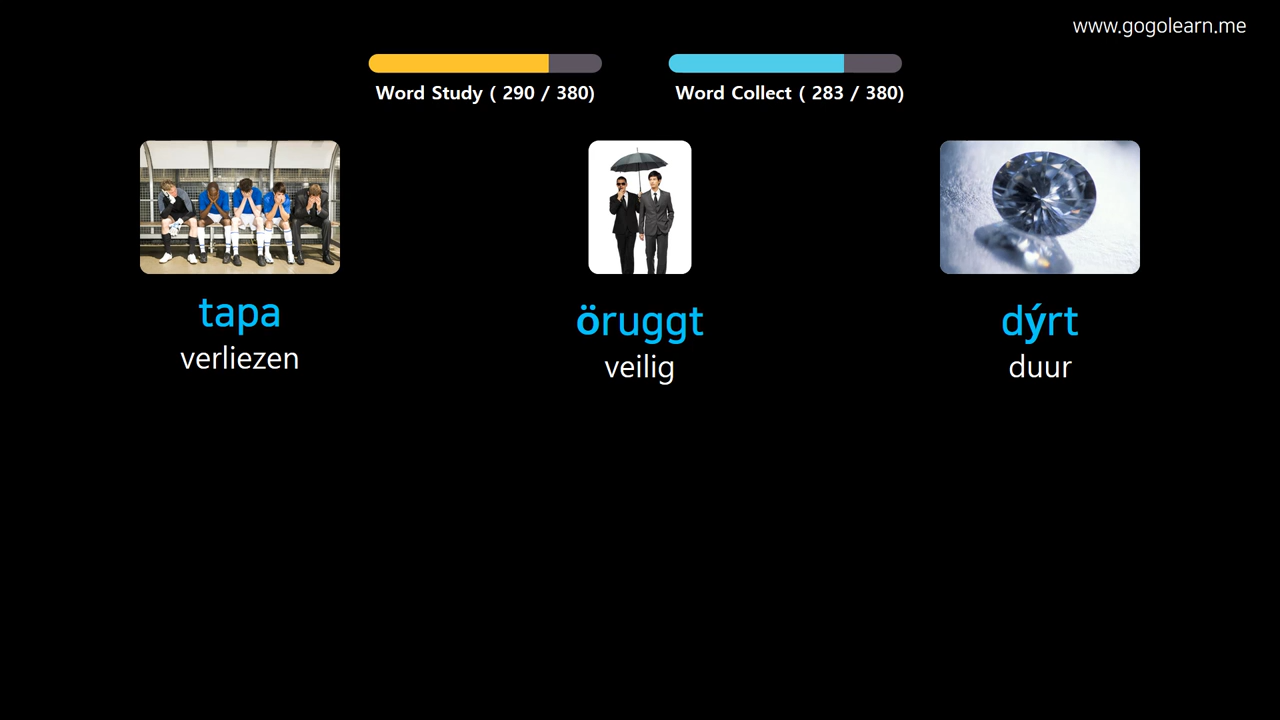 www.gogolearn.me
Word Study ( 290 / 380)
Word Collect ( 283 / 380)
tapa
verliezen
öruggt
veilig
dýrt
duur